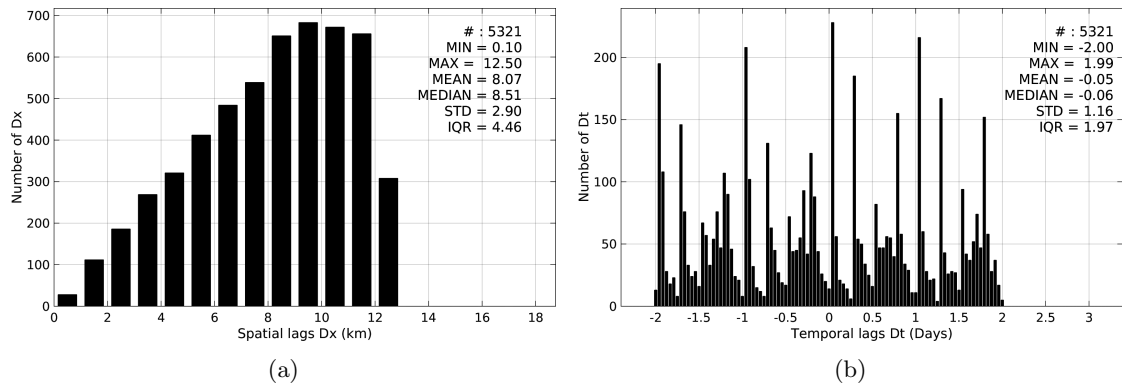 700
600
500
400
300
200
100
0
Number of Dx
# : 5321
MIN = 0.10
MAX = 12.50
MEAN = 8.07
MEDIAN = 8.51
STD = 2.90
IQR = 4.46
0 2 4 6 8 10 12 14 16 18
Spatial lags Dx (km)
(a)
200
150
100
50
0
Number of Dt
# : 5321
MIN = -2.00
MAX = 1.99
MEAN = -0.05
MEDIAN = -0.06
STD = 1.16
IQR = 1.97
-2 -1.5 -1 -0.5 0 0.5 1 1.5 2 2.5 3
Temporal lags Dt (Days)
(b)